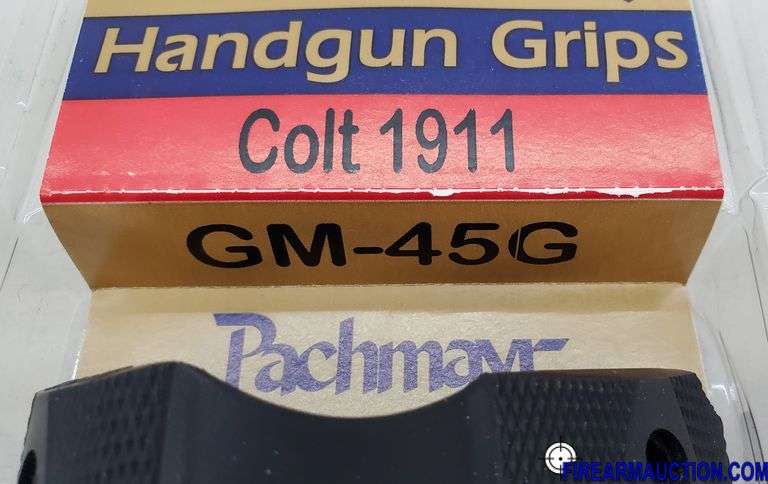 Handgun Grips
Colt 1911
GM-45G
Pachmayr
FIREARMAUCTION.COM